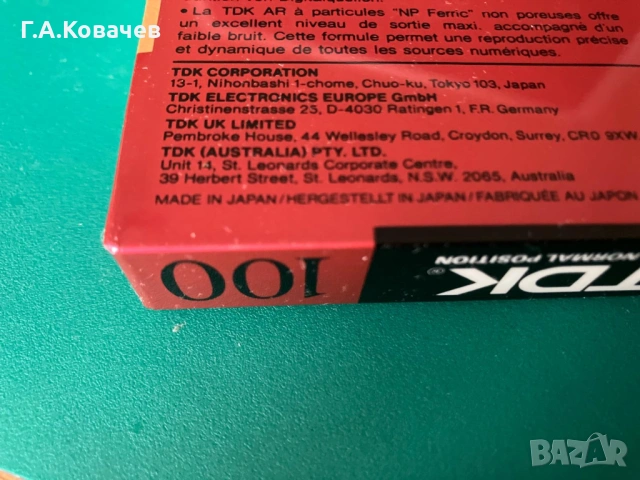 Г.А.Ковачев
• La TDK AR à particules "NP Ferric" non poreuses offre
un excellent niveau de sortie maxi, accompagné d'un
faible bruit. Cette formule permet une reproduction précise
et dynamique de toutes les sources numériques.
TDK CORPORATION
13-1, Nihonbashi 1-chome, Chuo-ku, Tokyo 103, Japan
TDK ELECTRONICS EUROPE GmbH
Christinenstrasse 25, D-4030 Ratingen 1, F.R. Germany
TDK UK LIMITED
Pembroke House, 44 Wellesley Road, Croydon, Surrey, CR0 9XW
TDK (AUSTRALIA) PTY. LTD.
Unit 14, St. Leonards Corporate Centre,
39 Herbert Street, St. Leonards, N.S.W. 2065, Australia
MADE IN JAPAN/HERGESTELLT IN JAPAN/FABRIQUÉE AU JAPON
100
TDK®
NORMAL POSITION
BAZAR